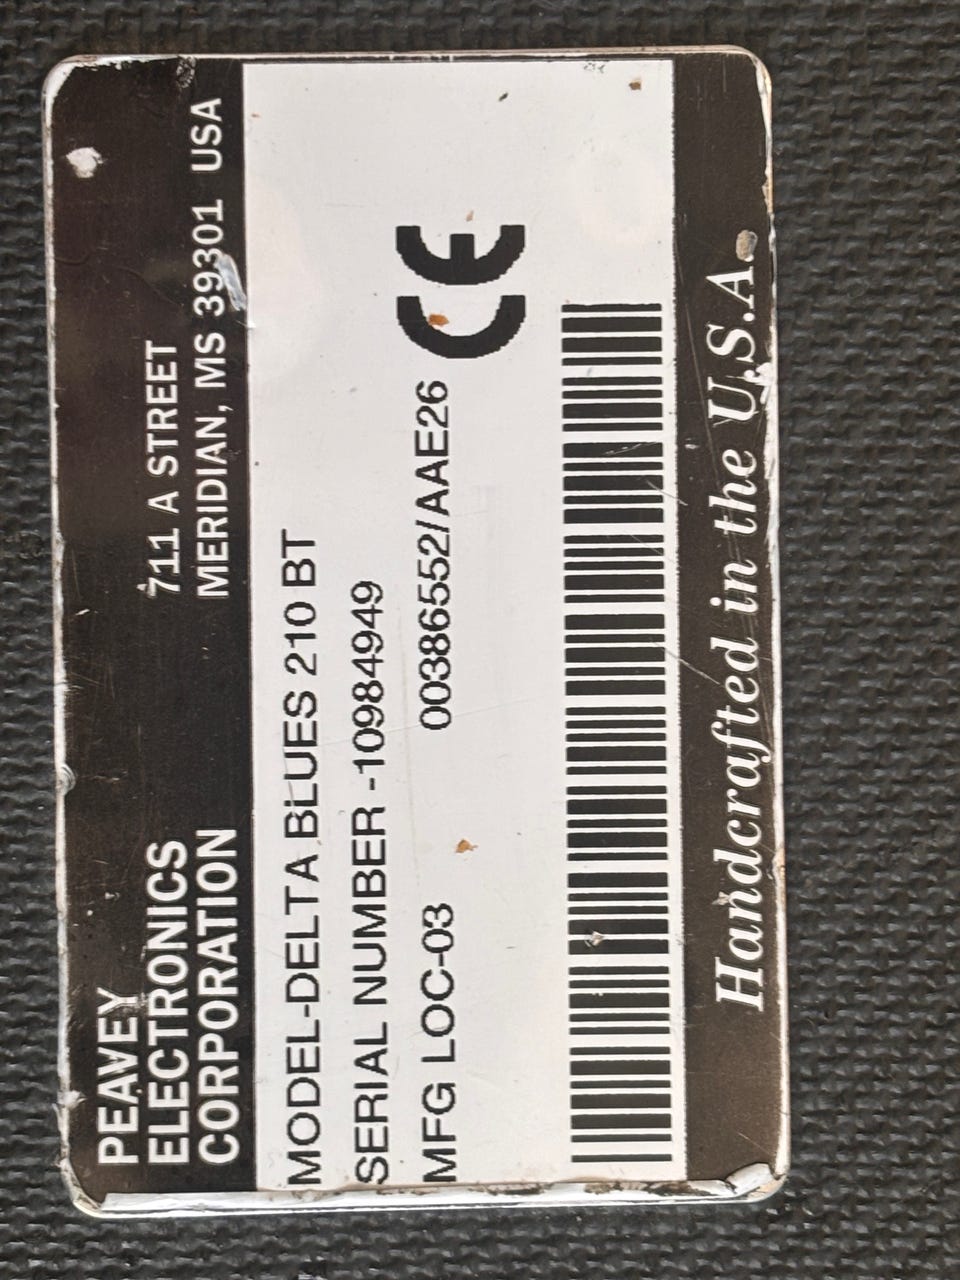 PEAVEY
ELECTRONICS
CORPORATION
711 A STREET
MERIDIAN, MS 39301 USA
MODEL-DELTA BLUES 210 BT
SERIAL NUMBER -10984949
MFG LOC-03
00386552/AAE26
CE
Handcrafted in the U.S.A.